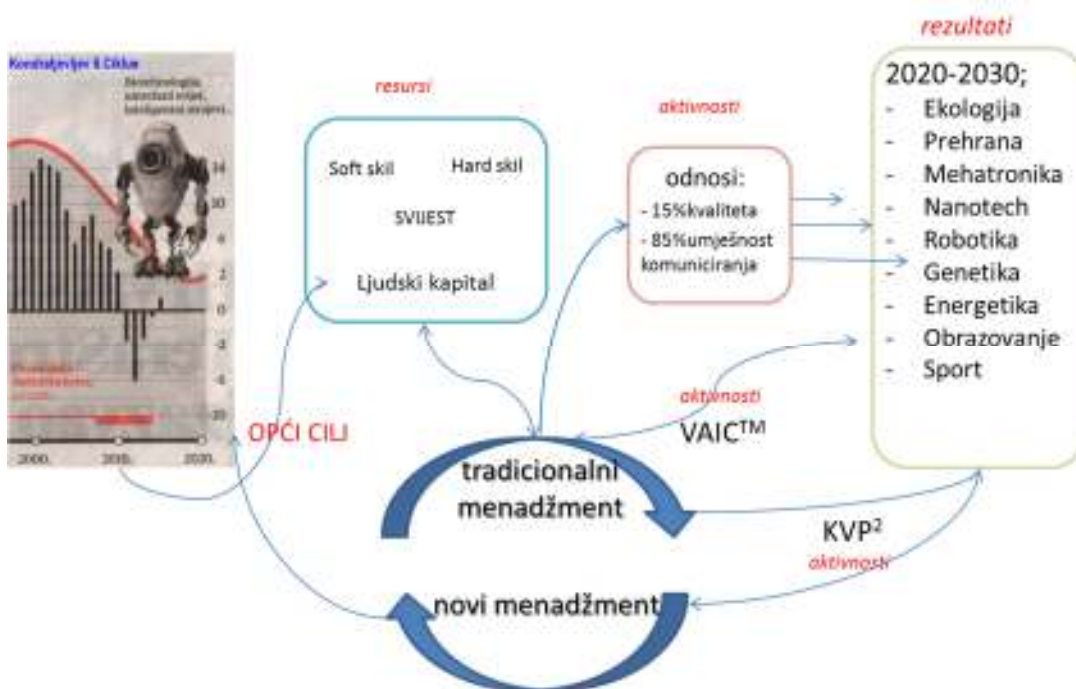 rezultati
Kondratjevljev 6 Ciklus
resursi
Soft skil
Hard skil
SVIJEST
Ljudski kapital
aktivnosti
odnosi:
- 15%kvaliteta
- 85%umješnost
komuniciranja
2020-2030;
- Ekologija
- Prehrana
- Mehatronika
- Nanotech
- Robotika
- Genetika
- Energetika
- Obrazovanje
- Sport
14
10
6
2
0
-2
-6
-10
2000.
2010.
2020.
OPĆI CILJ
aktivnosti
VAIC™
tradicionalni
menadžment
KVP²
aktivnosti
novi menadžment